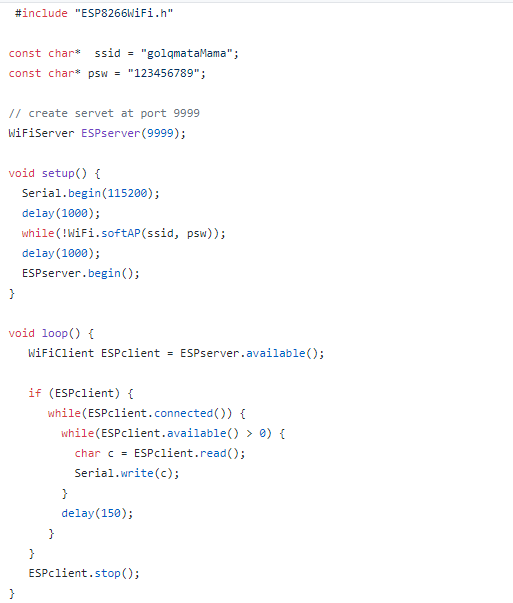 #include "ESP8266WiFi.h"
const char*  ssid = "golqmataMama";
const char* psw = "123456789";
// create servet at port 9999
WiFiServer ESPserver(9999);
void setup() {
Serial.begin(115200);
delay(1000);
while(!WiFi.softAP(ssid, psw));
delay(1000);
ESPserver.begin();
}
void loop() {
WiFiClient ESPclient = ESPserver.available();
if (ESPclient) {
while(ESPclient.connected()) {
while(ESPclient.available() > 0) {
char c = ESPclient.read();
Serial.write(c);
}
delay(150);
}
}
ESPclient.stop();
}